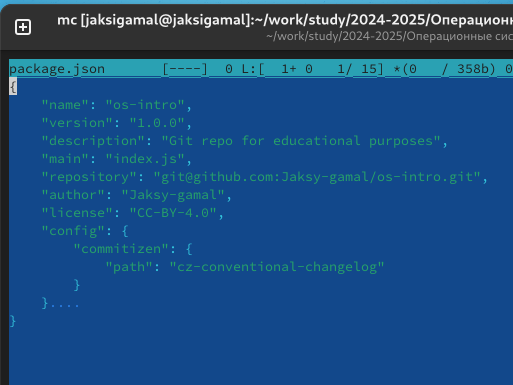 mc [jaksigamal@jaksigamal]:~/work/study/2024-2025/Операционн
~/work/study/2024-2025/Операционные сис
package.json [----] 0 L:[ 1+ 0 1/ 15] *(0 / 358b) 0
{
"name": "os-intro",
"version": "1.0.0",
"description": "Git repo for educational purposes",
"main": "index.js",
"repository": "git@github.com:Jaksy-gamal/os-intro.git",
"author": "Jaksy-gamal",
"license": "CC-BY-4.0",
"config": {
"commitizen": {
"path": "cz-conventional-changelog"
}
}....
}